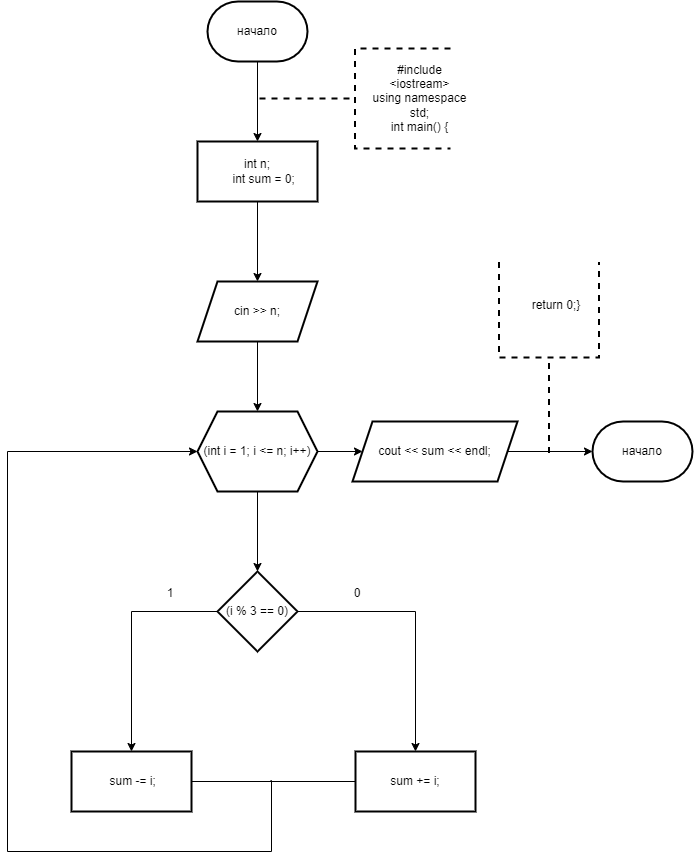 начало
#include
<iostream>
using namespace
std;
int main() {
int n;
int sum = 0;
cin >> n;
return 0;}
(int i = 1; i <= n; i++)
cout << sum << endl;
начало
1
0
(i % 3 == 0)
sum -= i;
sum += i;